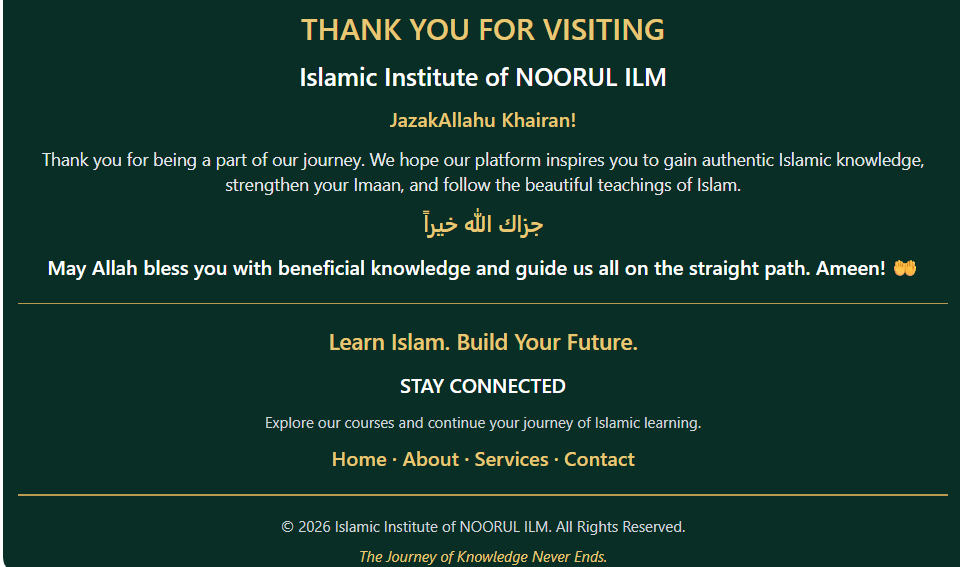 THANK YOU FOR VISITING
Islamic Institute of NOORUL ILM
JazakAllahu Khairan!
Thank you for being a part of our journey. We hope our platform inspires you to gain authentic Islamic knowledge,
strengthen your Imaan, and follow the beautiful teachings of Islam.
جزاك الله خيراً
May Allah bless you with beneficial knowledge and guide us all on the straight path. Ameen! 🤲
Learn Islam. Build Your Future.
STAY CONNECTED
Explore our courses and continue your journey of Islamic learning.
Home · About · Services · Contact
© 2026 Islamic Institute of NOORUL ILM. All Rights Reserved.
The Journey of Knowledge Never Ends.